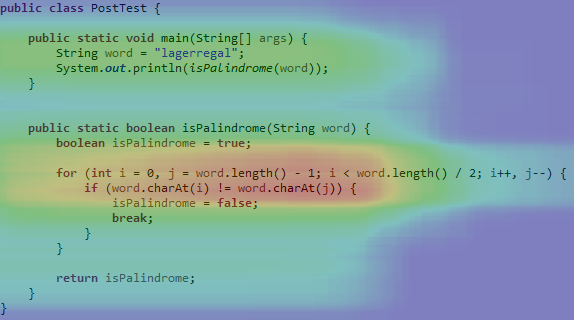 public class PostTest {
public static void main(String[] args) {
String word = "lagerregal";
System.out.println(isPalindrome(word));
}
public static boolean isPalindrome(String word) {
boolean isPalindrome = true;
for (int i = 0, j = word.length() - 1; i < word.length() / 2; i++, j--) {
if (word.charAt(i) != word.charAt(j)) {
isPalindrome = false;
break;
}
}
return isPalindrome;
}
}